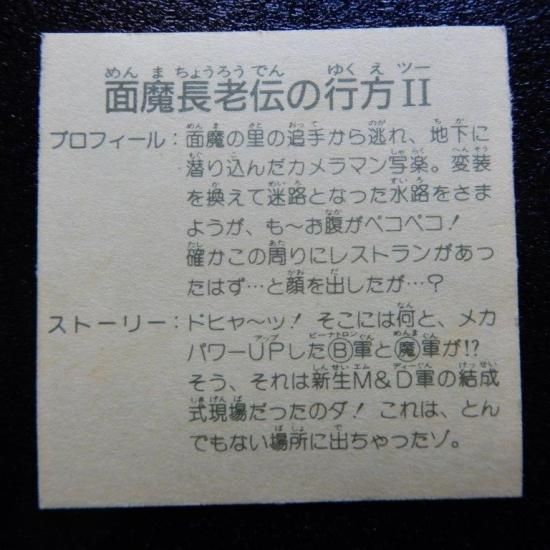 面魔長老伝の行方II
プロフィール：面魔の里の追手から逃れ、地下に
潜り込んだカメラマン写楽。変装
を換えて迷路となった水路をさま
ようが、も〜お腹がペコペコ！
確かこの周りにレストランがあっ
たはず…と顔を出したが…？
ストーリー：ドヒャ〜ッ！そこには何と、メカ
パワーUPしたⒷ軍と魔軍が!?
そう、それは新生M&D軍の結成
式現場だったのダ！これは、とん
でもない場所に出ちゃったゾ。